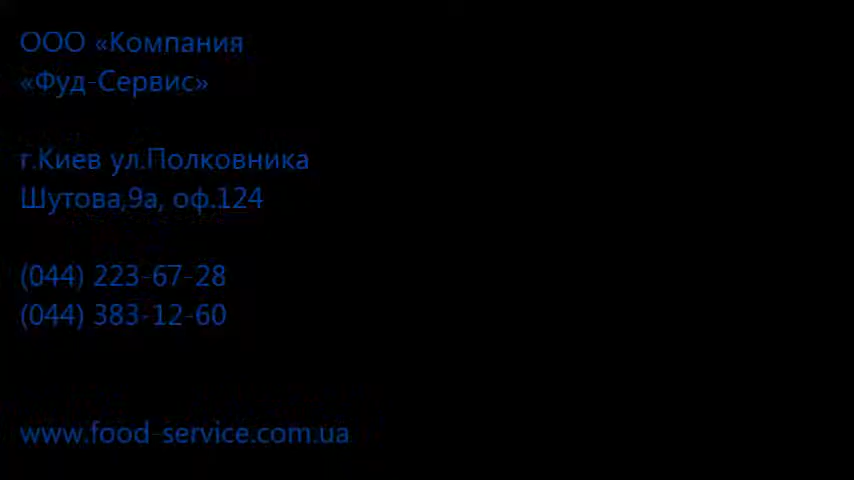 ООО «Компания
«Фуд-Сервис»
г.Киев ул.Полковника
Шутова,9а, оф.124
(044) 223-67-28
(044) 383-12-60
www.food-service.com.ua